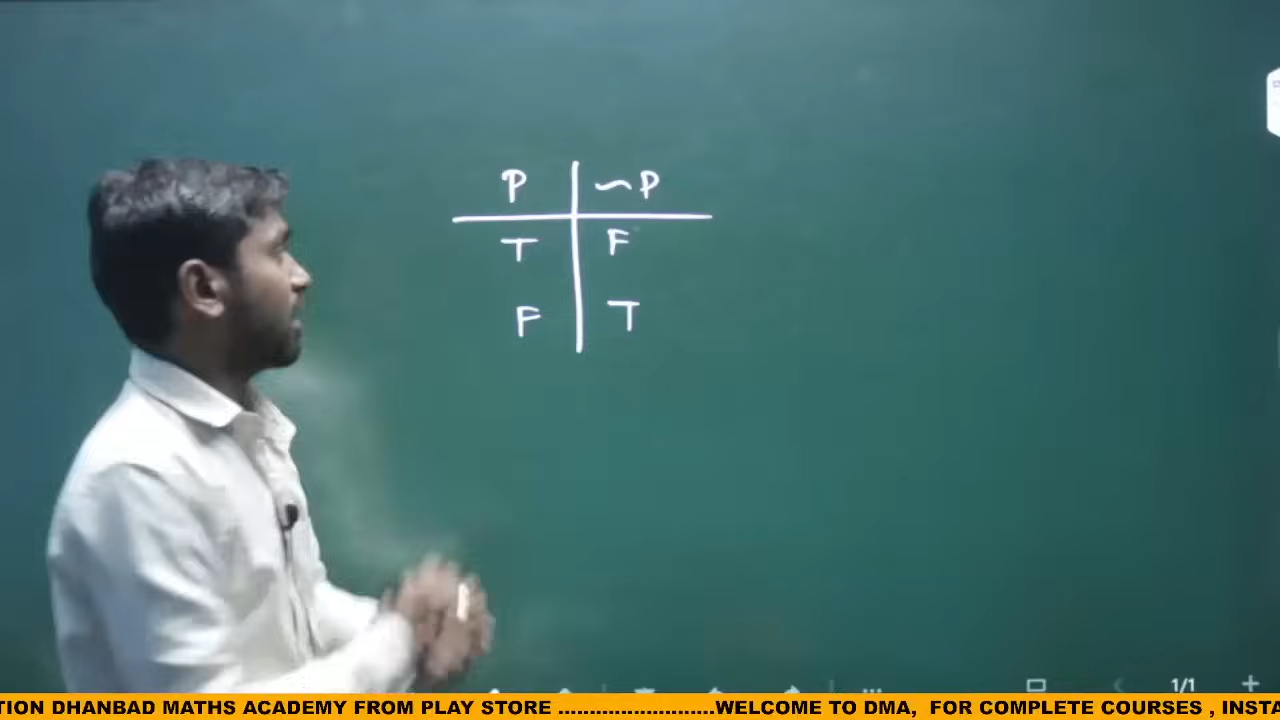 P ~P
T F
F T
1/1
TION DHANBAD MATHS ACADEMY FROM PLAY STORE ..........................WELCOME TO DMA, FOR COMPLETE COURSES , INSTA